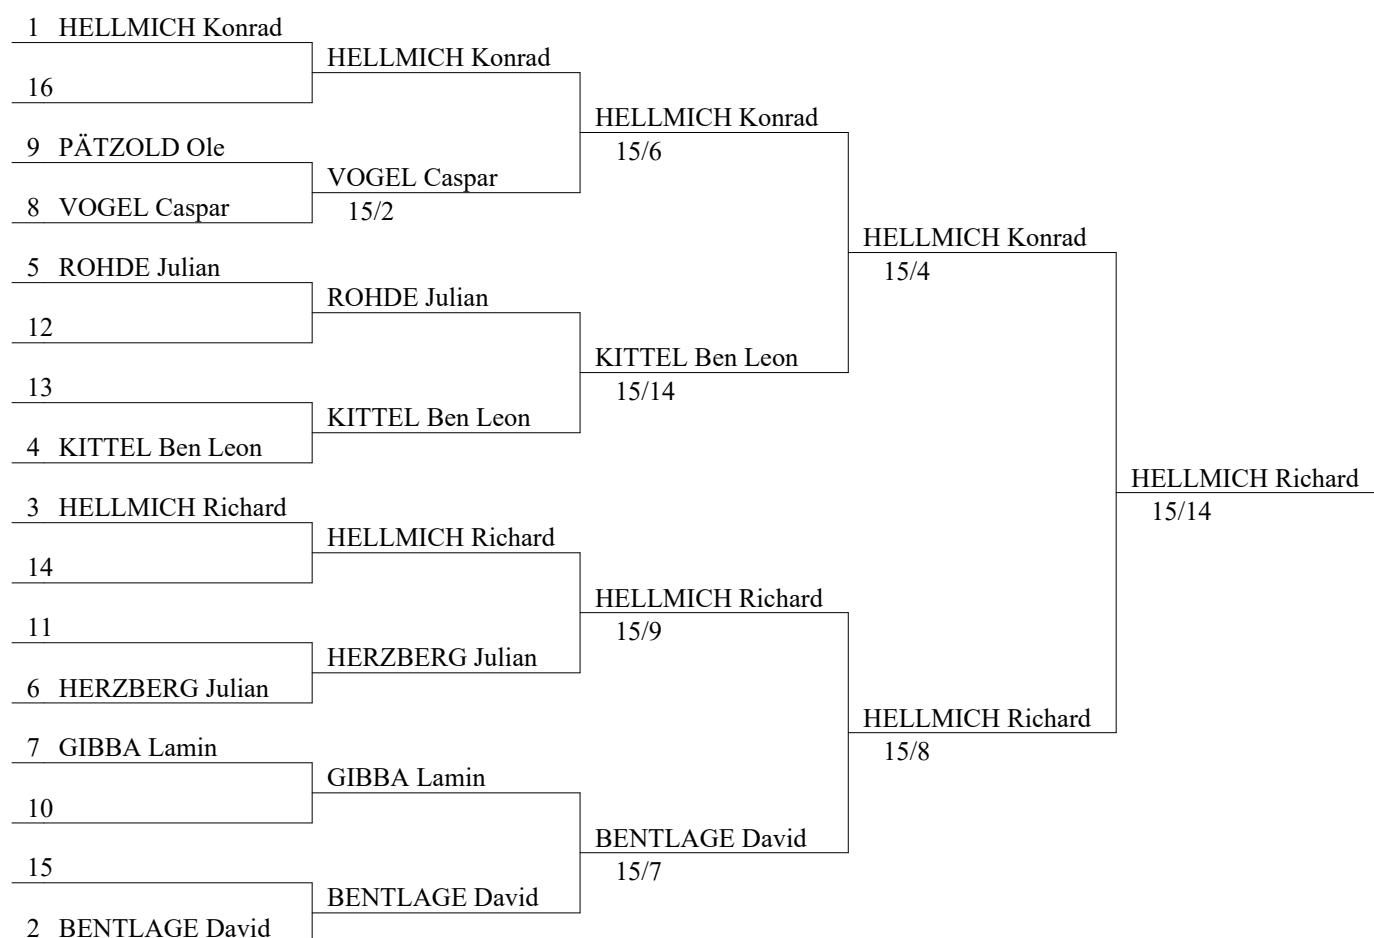 1 HELLMICH Konrad
HELLMICH Konrad
16
HELLMICH Konrad
15/6
9 PÄTZOLD Ole
VOGEL Caspar
15/2
8 VOGEL Caspar
HELLMICH Konrad
15/4
5 ROHDE Julian
ROHDE Julian
12
KITTEL Ben Leon
15/14
13
KITTEL Ben Leon
4 KITTEL Ben Leon
HELLMICH Richard
15/14
3 HELLMICH Richard
HELLMICH Richard
14
HELLMICH Richard
15/9
11
HERZBERG Julian
6 HERZBERG Julian
HELLMICH Richard
15/8
7 GIBBA Lamin
GIBBA Lamin
10
BENTLAGE David
15/7
15
BENTLAGE David
2 BENTLAGE David